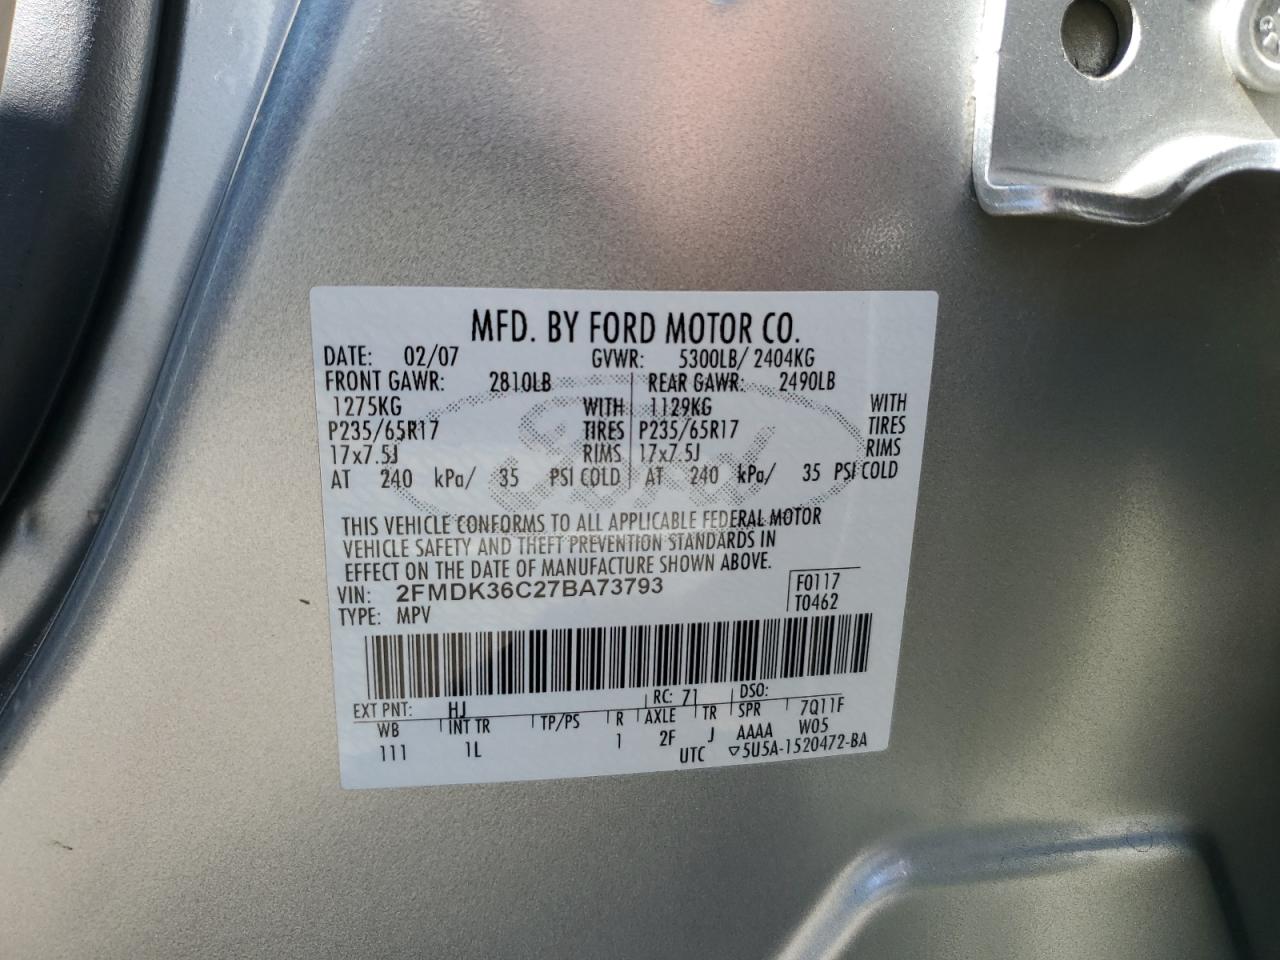 MFD. BY FORD MOTOR CO.
DATE: 02/07 GVWR: 5300LB/ 2404KG
FRONT GAWR: 2810LB REAR GAWR: 2490LB
1275KG WITH 1129KG WITH
P235/65R17 TIRES P235/65R17 TIRES
17x7.5J RIMS 17x7.5J RIMS
AT 240 kPa/ 35 PSI COLD AT 240 kPa/ 35 PSI COLD
Ford
THIS VEHICLE CONFORMS TO ALL APPLICABLE FEDERAL MOTOR
VEHICLE SAFETY AND THEFT PREVENTION STANDARDS IN
EFFECT ON THE DATE OF MANUFACTURE SHOWN ABOVE.
VIN: 2FMDK36C27BA73793 F0117
TYPE: MPV T0462
EXT PNT: HJ RC: 71 DSO:
WB INT TR TP/PS R AXLE TR SPR 7Q11F
111 1L 1 2F J AAAA W05
UTC ▽5U5A-1520472-BA